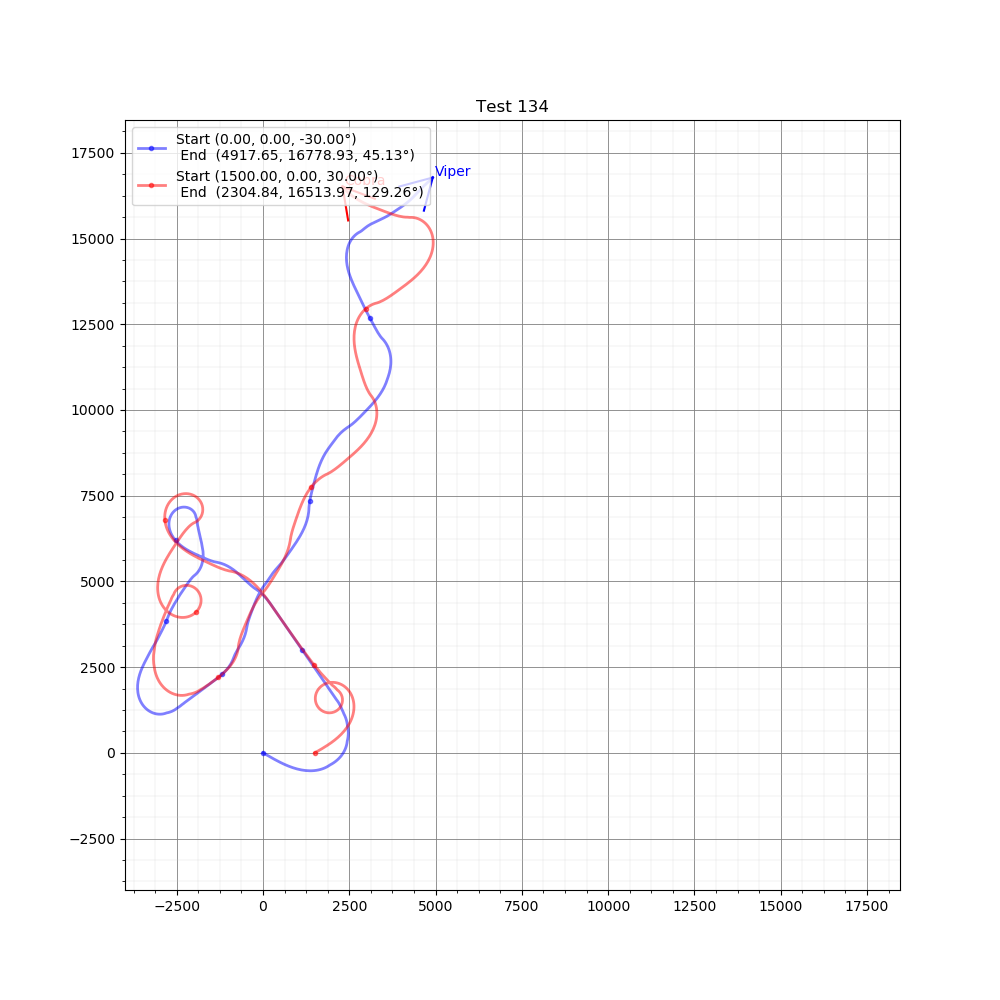 Test 134
Start (0.00, 0.00, -30.00°)
End (4917.65, 16778.93, 45.13°)
Start (1500.00, 0.00, 30.00°)
End (2304.84, 16513.97, 129.26°)
Viper
17500
15000
12500
10000
7500
5000
2500
0
−2500
−2500 0 2500 5000 7500 10000 12500 15000 17500